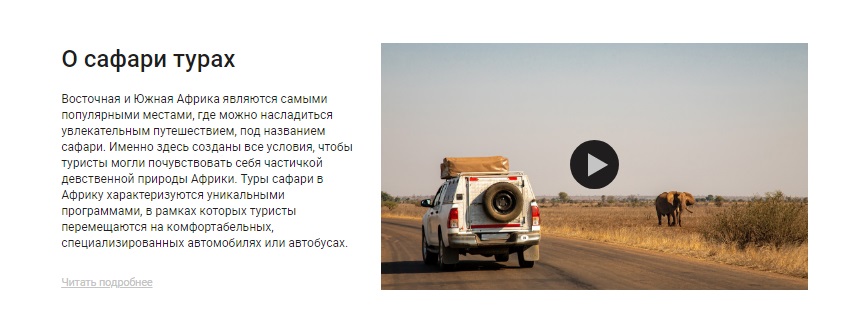 О сафари турах
Восточная и Южная Африка являются самыми
популярными местами, где можно насладиться
увлекательным путешествием, под названием
сафари. Именно здесь созданы все условия, чтобы
туристы могли почувствовать себя частичкой
девственной природы Африки. Туры сафари в
Африку характеризуются уникальными
программами, в рамках которых туристы
перемещаются на комфортабельных,
специализированных автомобилях или автобусах.
Читать подробнее